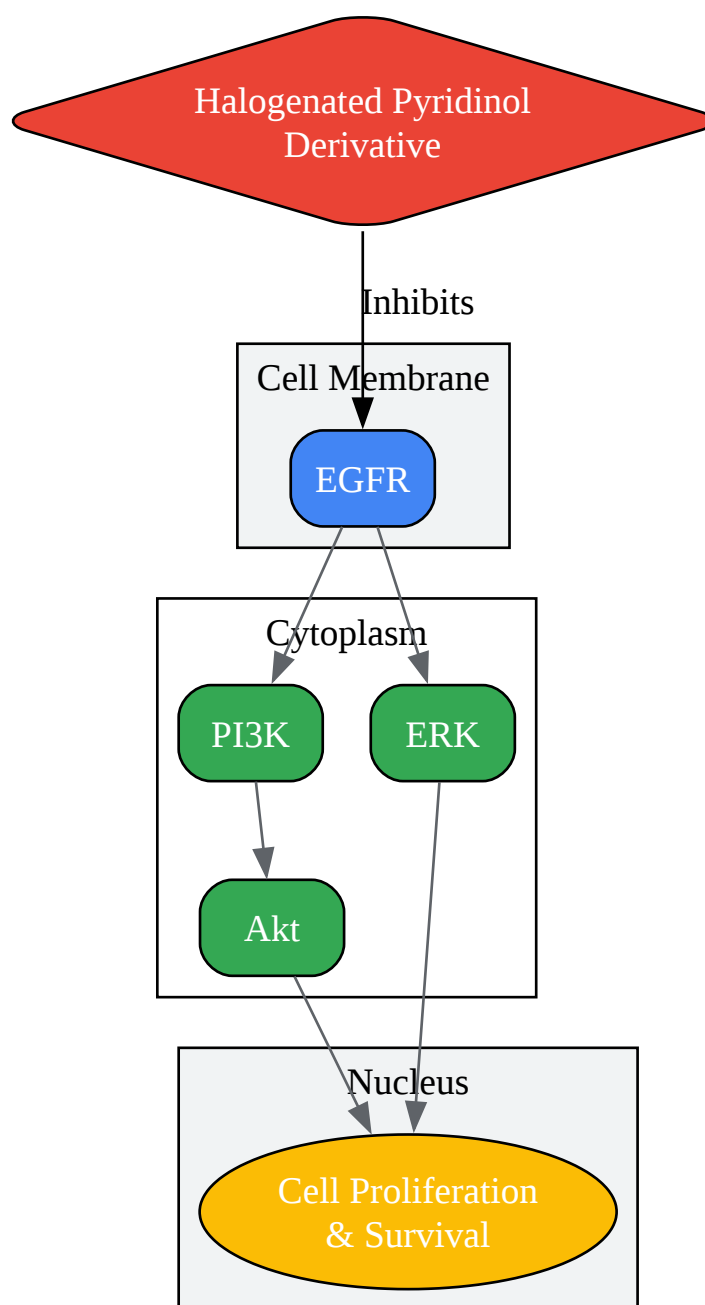 Halogenated Pyridinol
Derivative
Inhibits
Cell Membrane
EGFR
Cytoplasm
PI3K
ERK
Akt
Nucleus
Cell Proliferation
& Survival